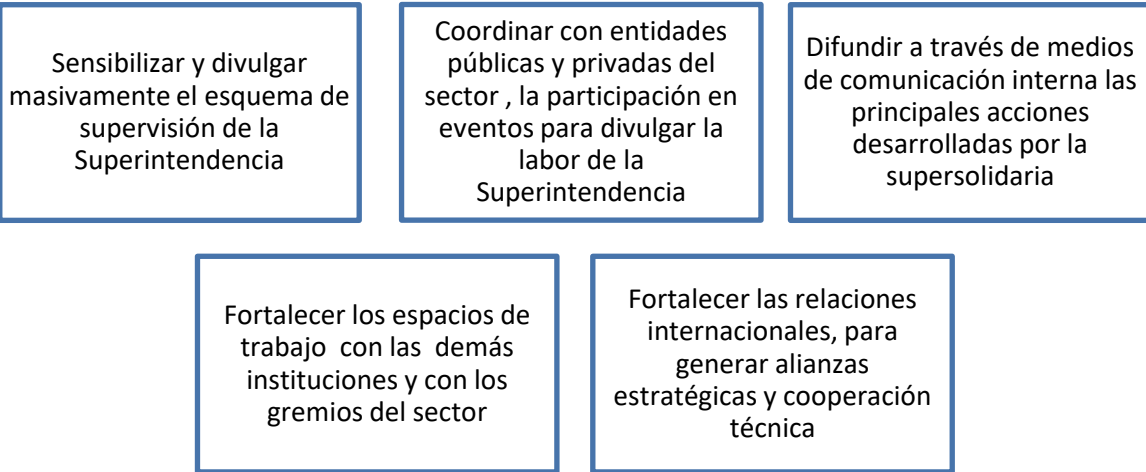 Sensibilizar y divulgar
masivamente el esquema de
supervisión de la
Superintendencia
Coordinar con entidades
públicas y privadas del
sector , la participación en
eventos para divulgar la
labor de la
Superintendencia
Difundir a través de medios
de comunicación interna las
principales acciones
desarrolladas por la
supersolidaria
Fortalecer los espacios de
trabajo con las demás
instituciones y con los
gremios del sector
Fortalecer las relaciones
internacionales, para
generar alianzas
estratégicas y cooperación
técnica